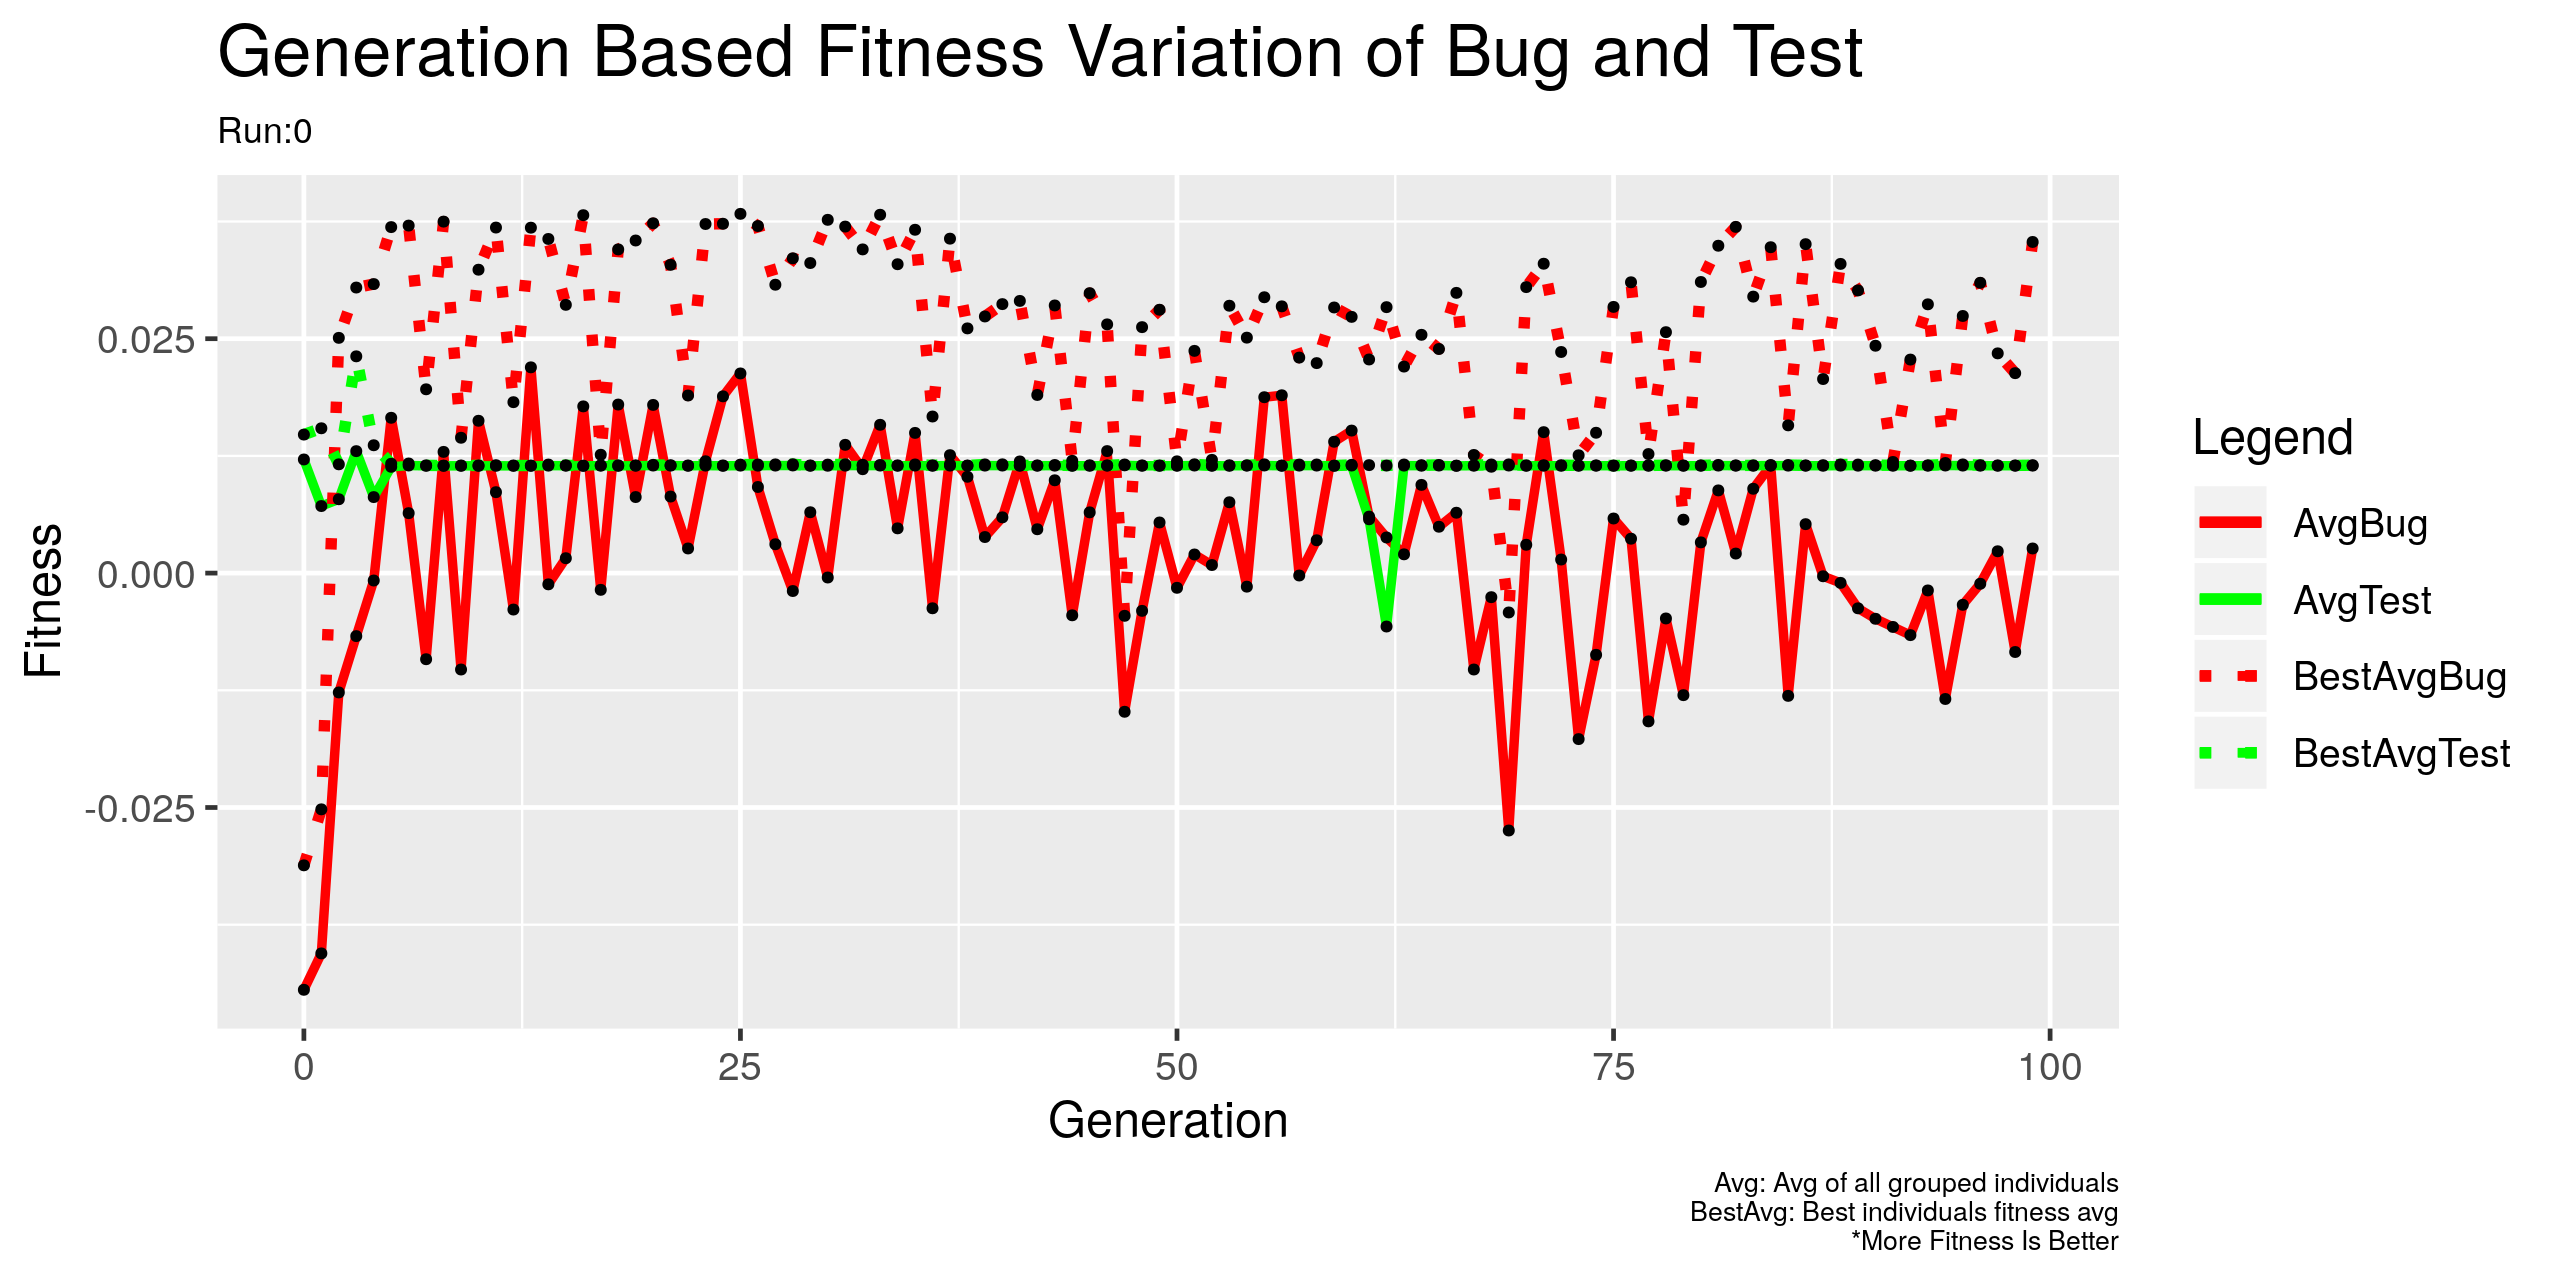 Generation Based Fitness Variation of Bug and Test
Run:0
Fitness
0.025
0.000
-0.025
0
25
50
75
100
Generation
Legend
AvgBug
AvgTest
BestAvgBug
BestAvgTest
Avg: Avg of all grouped individuals
BestAvg: Best individuals fitness avg
*More Fitness Is Better